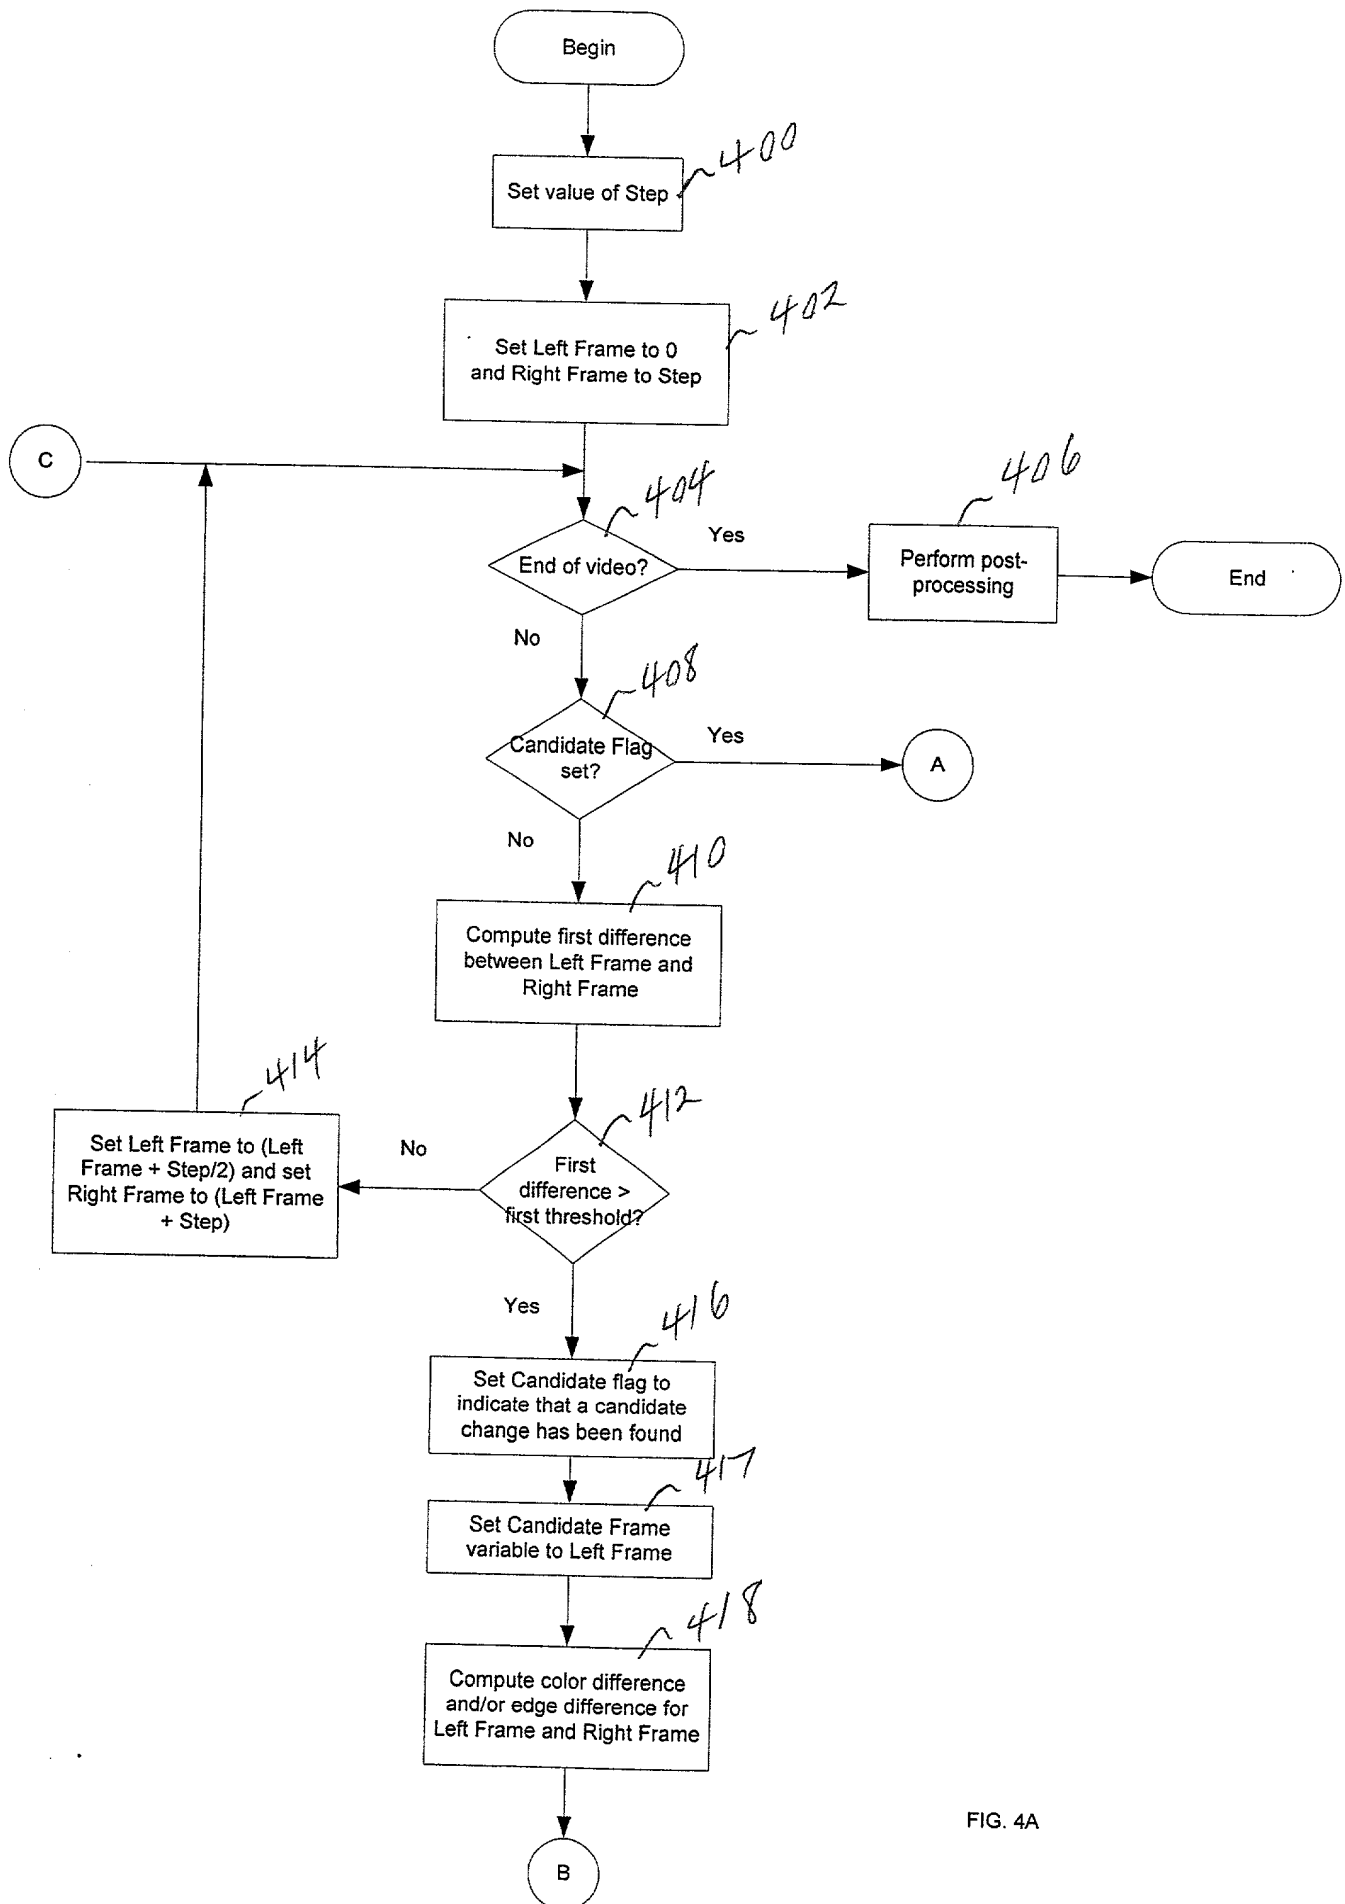 Begin
400
Set value of Step
402
Set Left Frame to 0
and Right Frame to Step
C
404
406
End of video?
Yes
Perform post-
processing
End
No
408
Candidate Flag
set?
Yes
A
No
410
Compute first difference
between Left Frame and
Right Frame
414
412
Set Left Frame to (Left
Frame + Step/2) and set
Right Frame to (Left Frame
+ Step)
No
First
difference >
first threshold?
Yes
416
Set Candidate flag to
indicate that a candidate
change has been found
417
Set Candidate Frame
variable to Left Frame
418
Compute color difference
and/or edge difference for
Left Frame and Right Frame
FIG. 4A
B